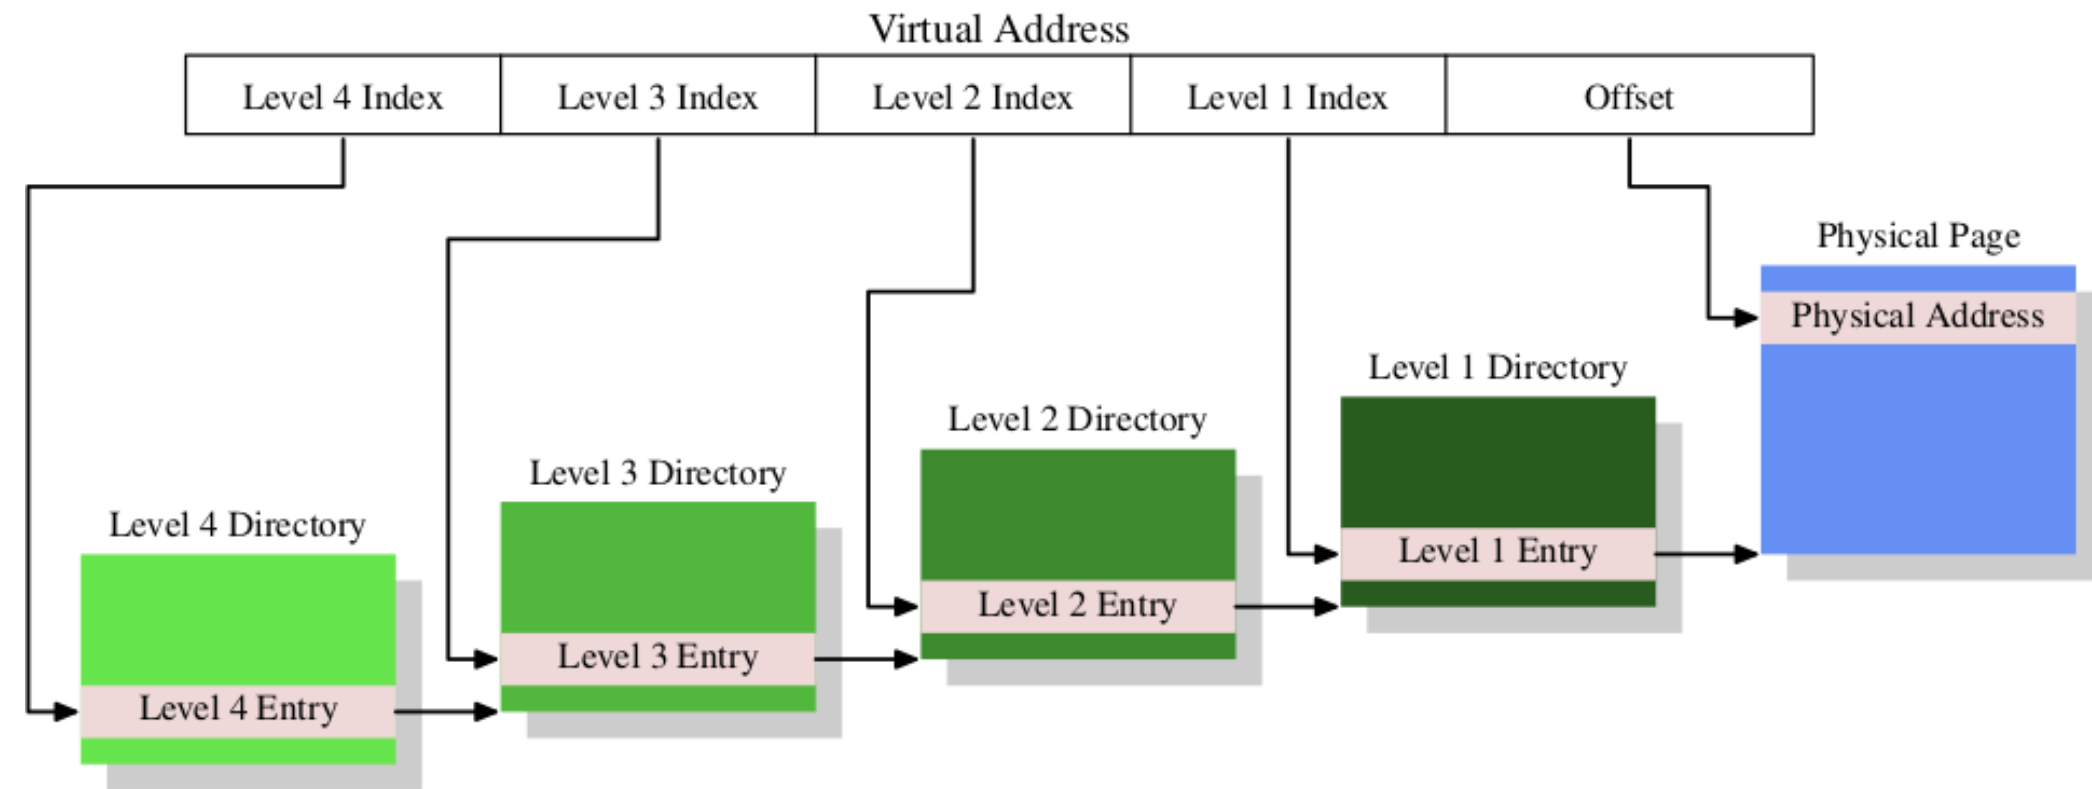 Virtual Address
Level 4 Index
Level 3 Index
Level 2 Index
Level 1 Index
Offset
Physical Page
Physical Address
Level 1 Directory
Level 2 Directory
Level 3 Directory
Level 4 Directory
Level 1 Entry
Level 2 Entry
Level 3 Entry
Level 4 Entry